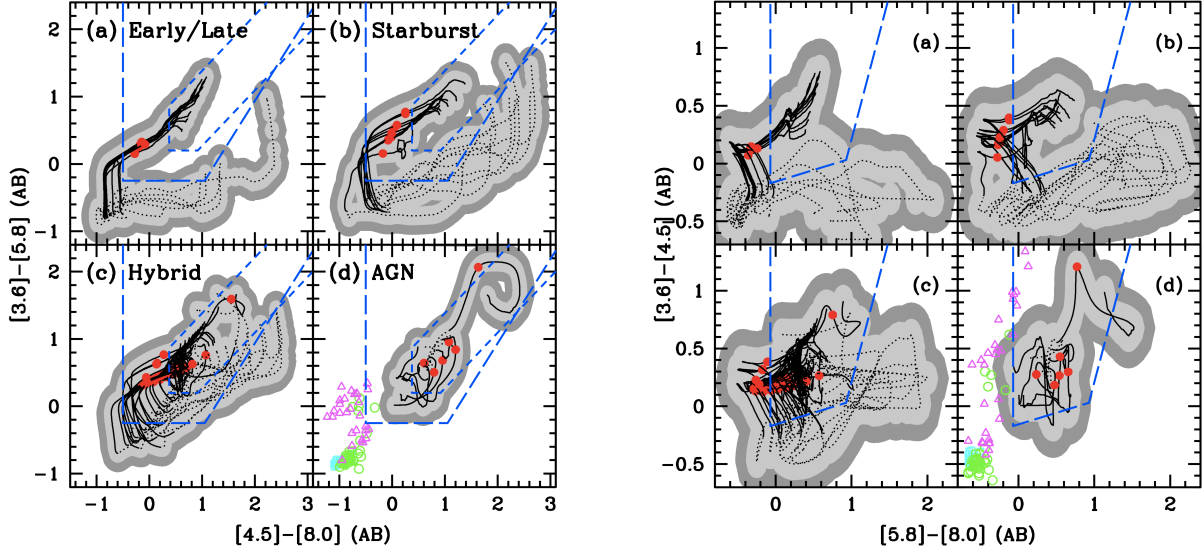 (a) Early/Late
(b) Starburst
(a)
(b)
2
1
0
−1
1
0.5
0
−0.5
[3.6]−[5.8] (AB)
[3.6]−[4.5] (AB)
(c) Hybrid
(d) AGN
(c)
(d)
2
1
0
−1
1
0.5
0
−0.5
−1 0 1 2 3
−1 0 1 2 3
0 1 2
0 1 2
[4.5]−[8.0] (AB)
[5.8]−[8.0] (AB)